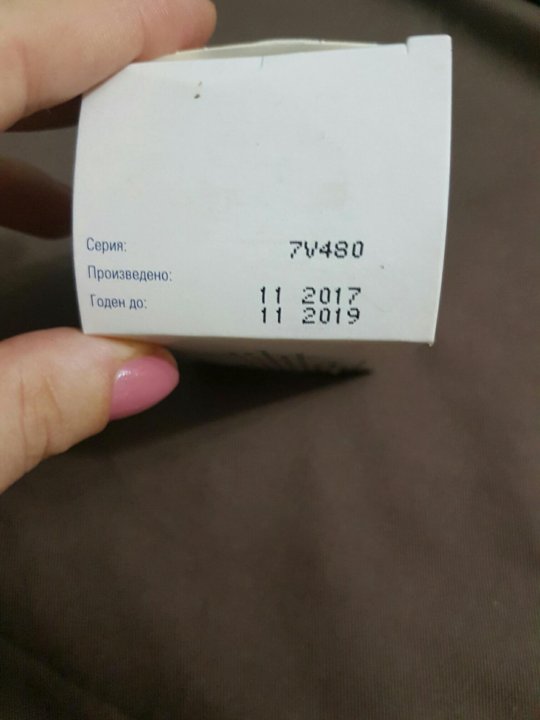 Серия: 7V480
Произведено: 11 2017
Годен до: 11 2019